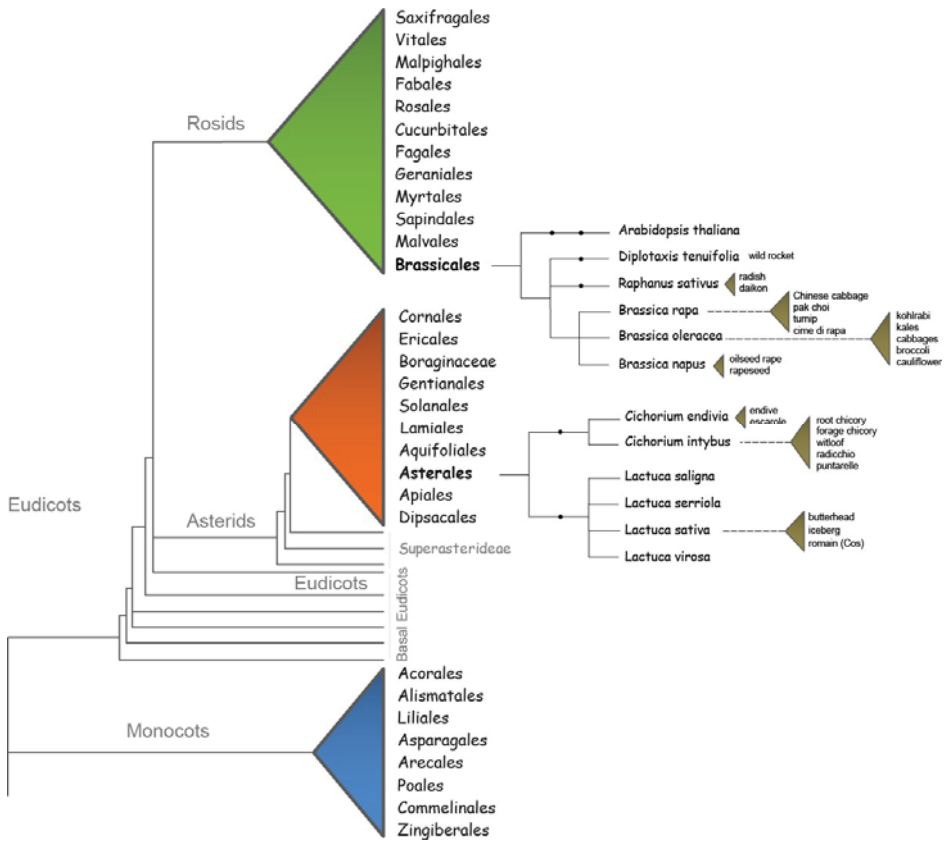 Rosids
Saxifragales
Vitales
Malpighales
Fabales
Rosales
Cucurbitales
Fagales
Geraniales
Myrtales
Sapindales
Malvales
Brassicales
Arabidopsis thaliana
Diplotaxis tenuifolia wild rocket
Raphanus sativus
radish
daikon
Brassica rapa
Chinese cabbage
pak choi
turnip
cime di rapa
Brassica oleracea
kohlrabi
kales
cabbages
broccoli
cauliflower
Brassica napus
oilseed rape
rapeseed
Eudicots
Asterids
Cornales
Ericales
Boraginaceae
Gentianales
Solanales
Lamiales
Aquifoliales
Asterales
Apiales
Dipsacales
Cichorium endivia
endive
escarole
Cichorium intybus
root chicory
forage chicory
witloof
radicchio
puntarelle
Lactuca saligna
Lactuca serriola
Lactuca sativa
butterhead
iceberg
romain (Cos)
Lactuca virosa
Superasterideae
Eudicots
Basal Eudicots
Monocots
Acorales
Alismatales
Liliales
Asparagales
Arecales
Poales
Commelinales
Zingiberales